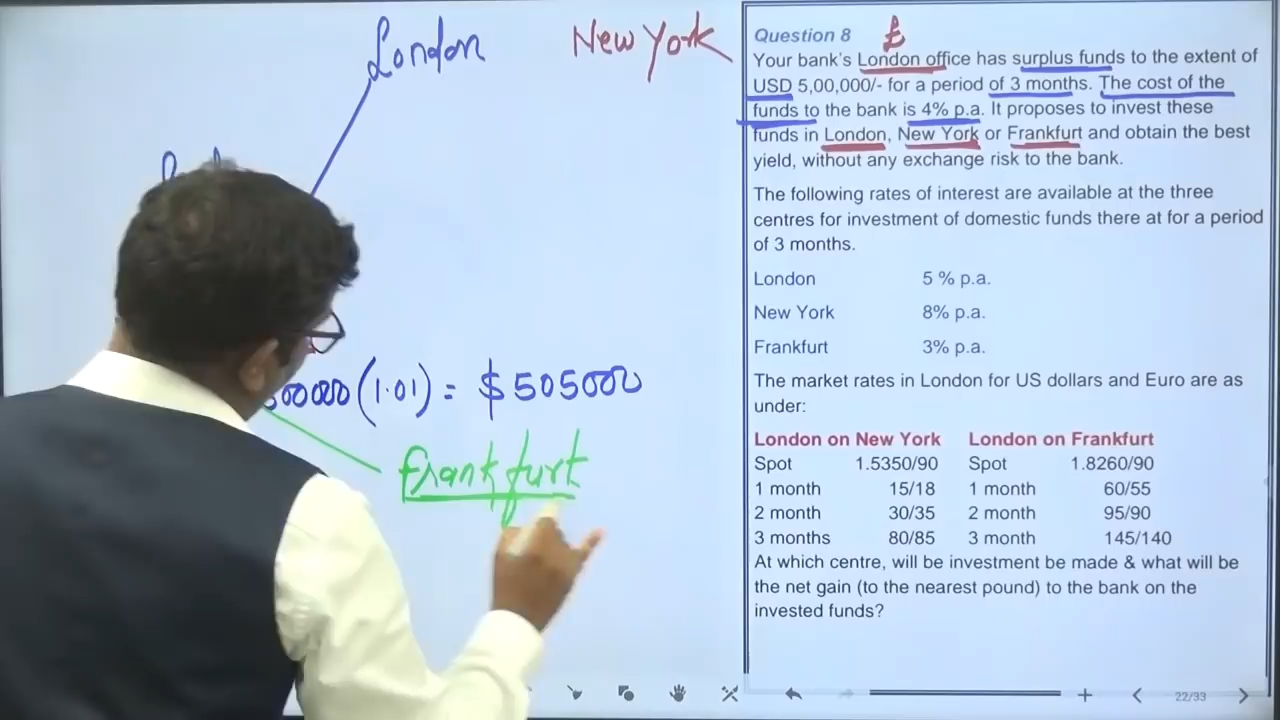 London
New York
00000 (1.01) = $ 505000
Frankfurt
£
Question 8
Your bank's London office has surplus funds to the extent of
USD 5,00,000/- for a period of 3 months. The cost of the
funds to the bank is 4% p.a. It proposes to invest these
funds in London, New York or Frankfurt and obtain the best
yield, without any exchange risk to the bank.
The following rates of interest are available at the three
centres for investment of domestic funds there at for a period
of 3 months.
London 5 % p.a.
New York 8% p.a.
Frankfurt 3% p.a.
The market rates in London for US dollars and Euro are as
under:
London on New York London on Frankfurt
Spot 1.5350/90 Spot 1.8260/90
1 month 15/18 1 month 60/55
2 month 30/35 2 month 95/90
3 months 80/85 3 month 145/140
At which centre, will be investment be made & what will be
the net gain (to the nearest pound) to the bank on the
invested funds?
22/33